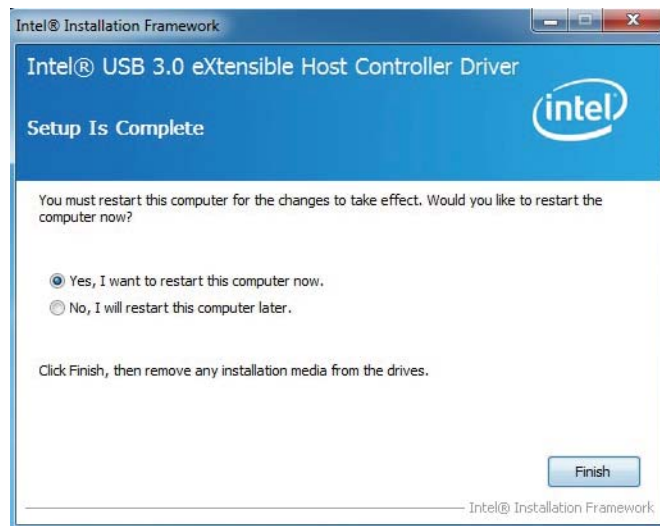 Intel® Installation Framework
Intel® USB 3.0 eXtensible Host Controller Driver
intel
Setup Is Complete
You must restart this computer for the changes to take effect. Would you like to restart the
computer now?
Yes, I want to restart this computer now.
No, I will restart this computer later.
Click Finish, then remove any installation media from the drives.
Finish
Intel® Installation Framework